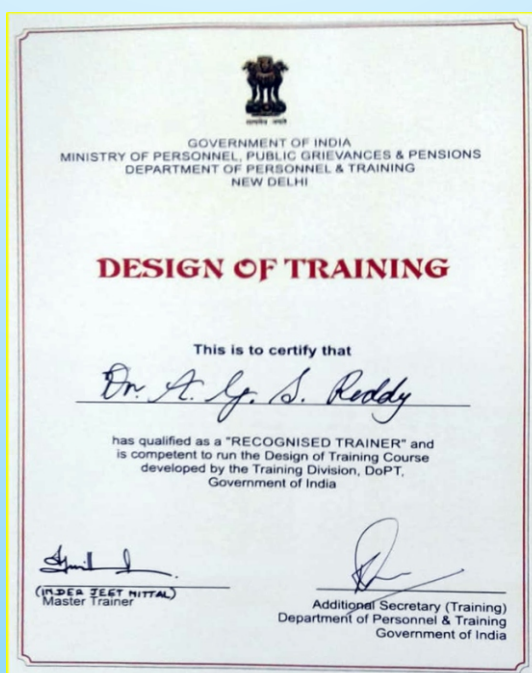 GOVERNMENT OF INDIA
MINISTRY OF PERSONNEL, PUBLIC GRIEVANCES & PENSIONS
DEPARTMENT OF PERSONNEL & TRAINING
NEW DELHI
DESIGN OF TRAINING
This is to certify that
Dr. A. G. S. Reddy
has qualified as a "RECOGNISED TRAINER" and
is competent to run the Design of Training Course
developed by the Training Division, DoPT,
Government of India
(INDER JEET MITTAL)
Master Trainer
Additional Secretary (Training)
Department of Personnel & Training
Government of India